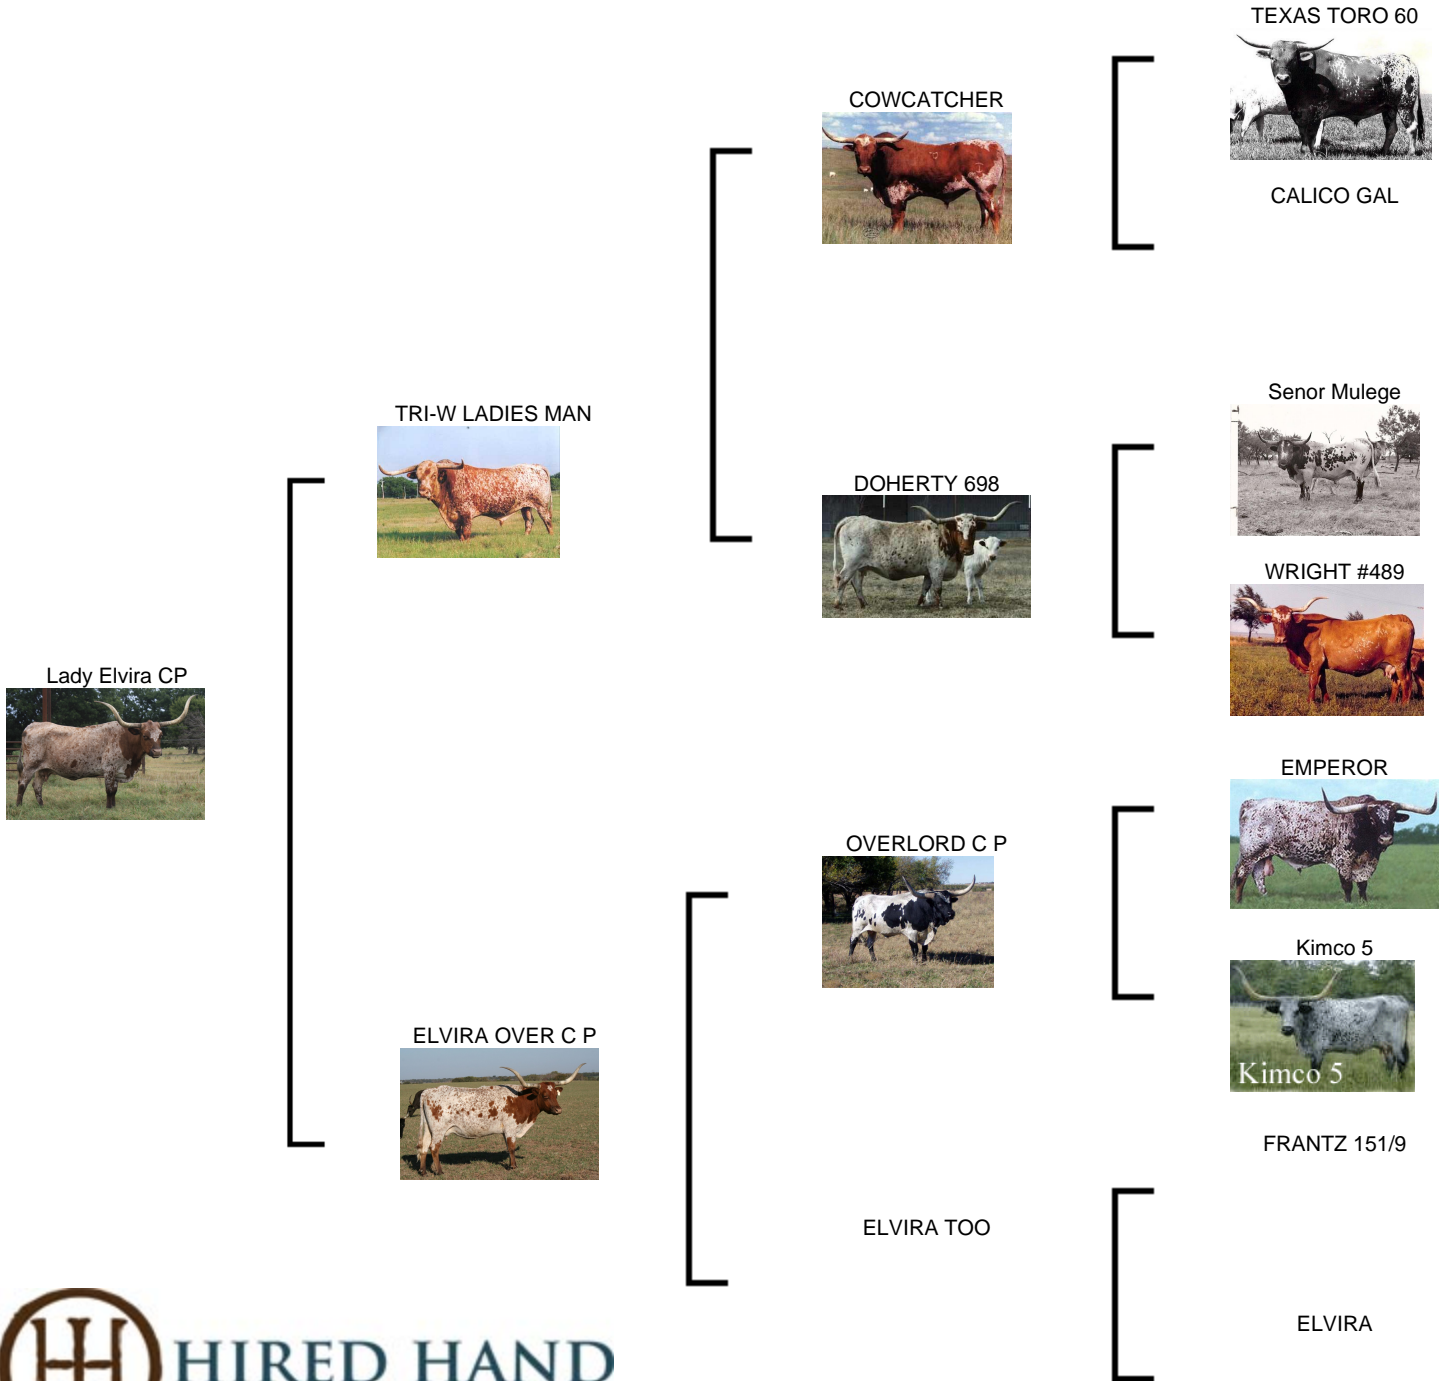 TEXAS TORO 60
COWCATCHER
CALICO GAL
TRI-W LADIES MAN
Senor Mulege
DOHERTY 698
WRIGHT #489
Lady Elvira CP
EMPEROR
OVERLORD C P
Kimco 5
Kimco 5
ELVIRA OVER C P
FRANTZ 151/9
ELVIRA TOO
ELVIRA
HIRED HAND